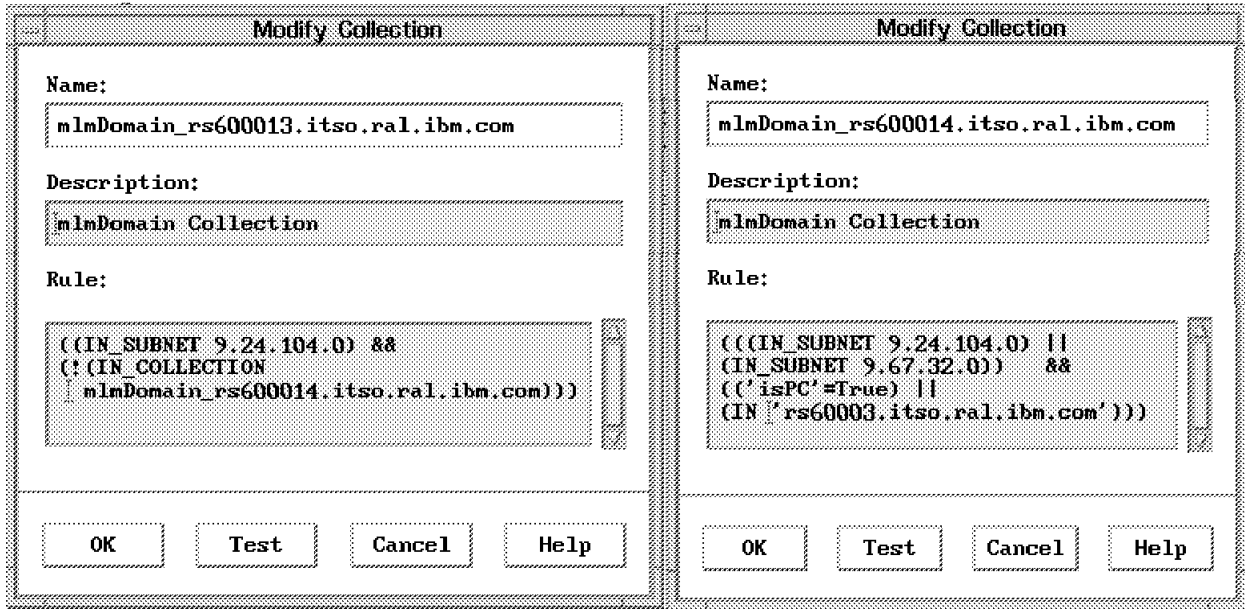 Modify Collection
Name:
mlmDomain_rs600013.itso.ral.ibm.com
Description:
mlmDomain Collection
Rule:
((IN_SUBNET 9.24.104.0) &&
(!(IN_COLLECTION
mlmDomain_rs600014.itso.ral.ibm.com)))
OK Test Cancel Help
Modify Collection
Name:
mlmDomain_rs600014.itso.ral.ibm.com
Description:
mlmDomain Collection
Rule:
(((IN_SUBNET 9.24.104.0) ||
(IN_SUBNET 9.67.32.0)) &&
(('isPC'=True) ||
(IN 'rs60003.itso.ral.ibm.com')))
OK Test Cancel Help